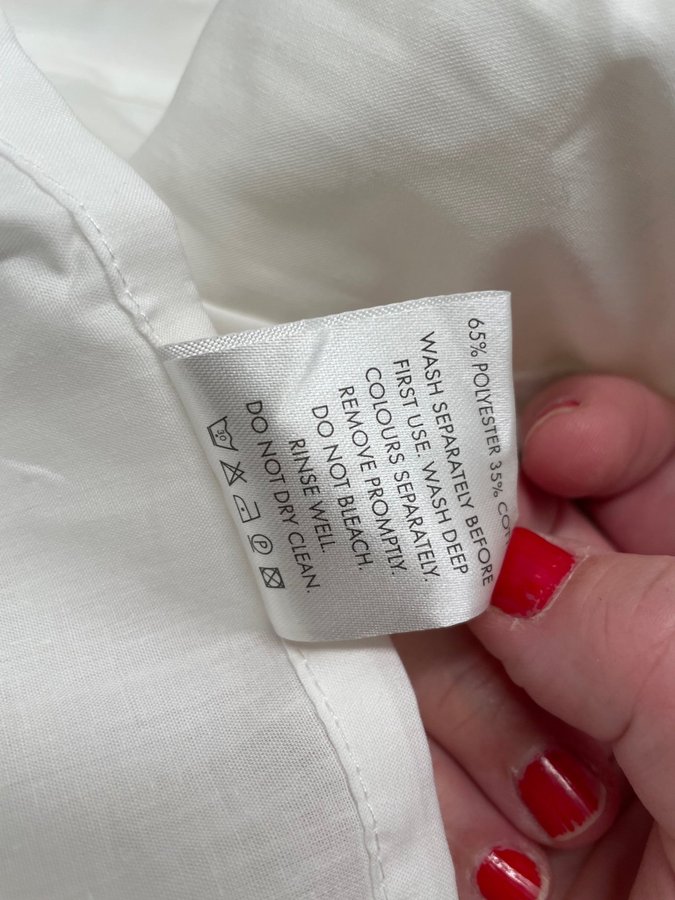 65% POLYESTER 35%
WASH SEPARATELY BEFORE
FIRST USE. WASH DEEP
COLOURS SEPARATELY.
REMOVE PROMPTLY.
DO NOT BLEACH.
RINSE WELL.
DO NOT DRY CLEAN.
30 P